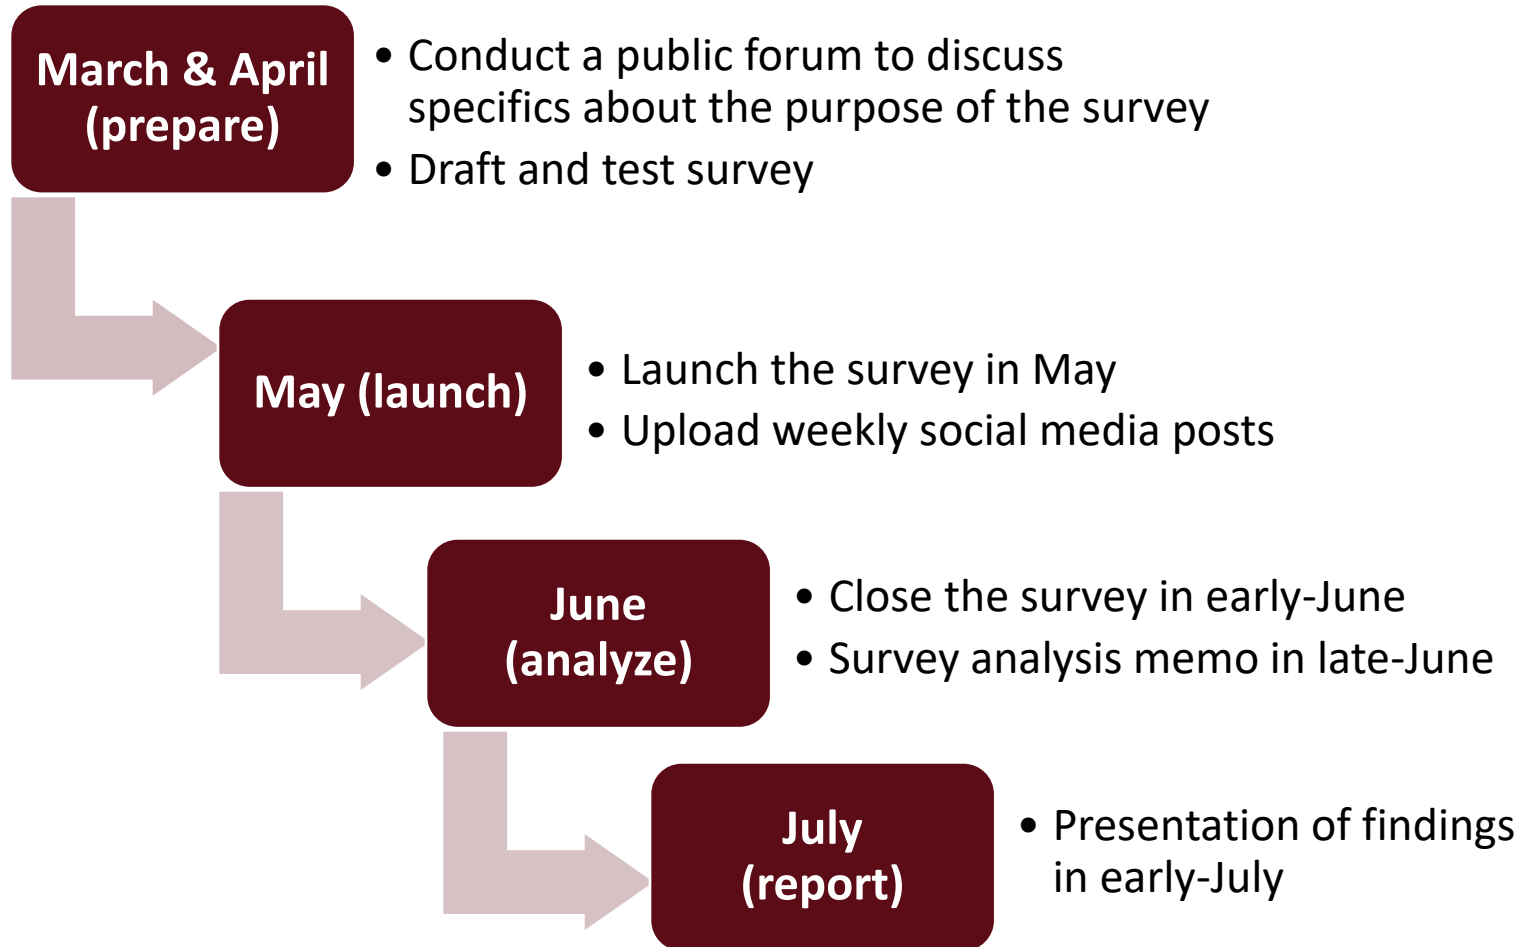 March & April
(prepare)
• Conduct a public forum to discuss
specifics about the purpose of the survey
• Draft and test survey
May (launch)
• Launch the survey in May
• Upload weekly social media posts
June
(analyze)
• Close the survey in early-June
• Survey analysis memo in late-June
July
(report)
• Presentation of findings
in early-July